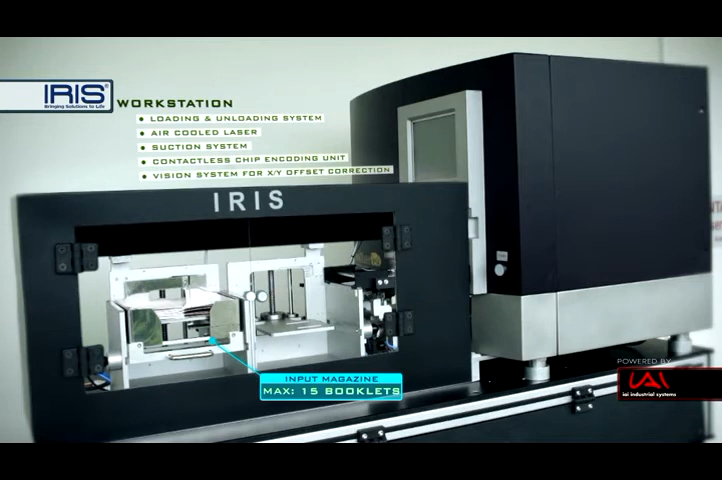 IRIS®
Bringing Solutions to Life
WORKSTATION
• LOADING & UNLOADING SYSTEM
• AIR COOLED LASER
• SUCTION SYSTEM
• CONTACTLESS CHIP ENCODING UNIT
• VISION SYSTEM FOR X/Y OFFSET CORRECTION
IRIS
INPUT MAGAZINE
MAX: 15 BOOKLETS
POWERED BY:
IAI
iai industrial systems